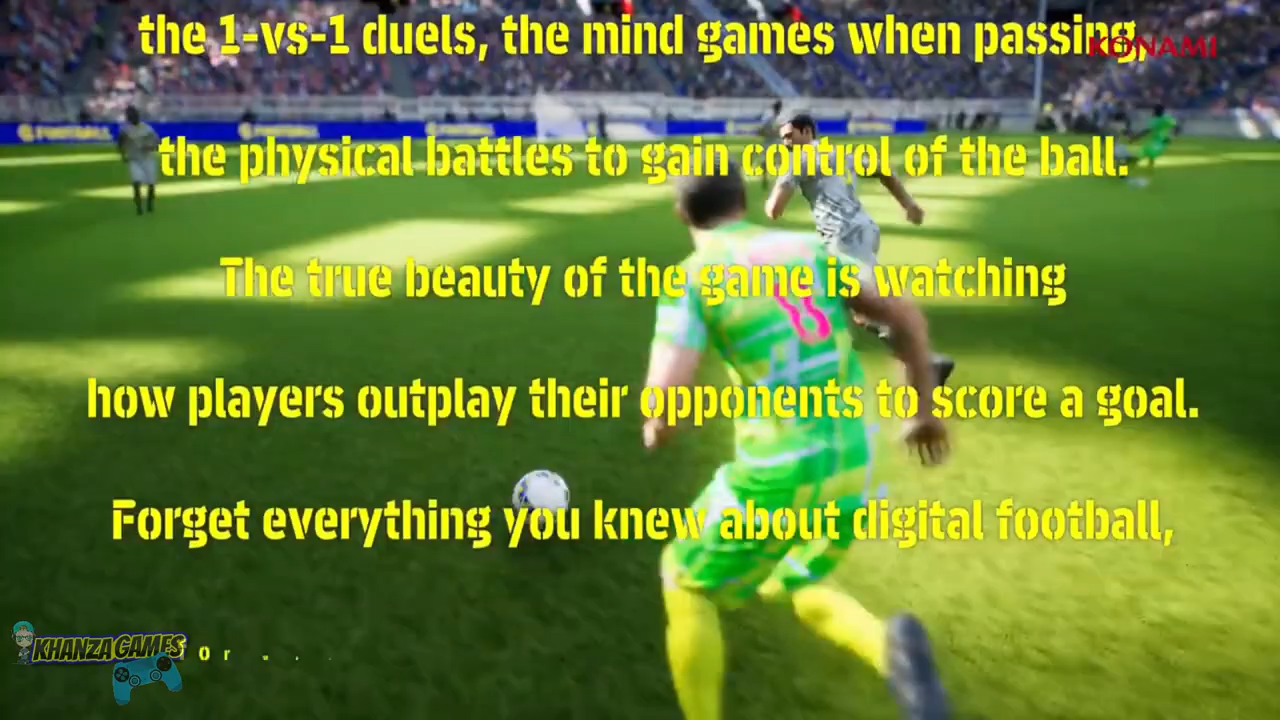 the 1-vs-1 duels, the mind games when passing,
KONAMI
the physical battles to gain control of the ball.
The true beauty of the game is watching
how players outplay their opponents to score a goal.
Forget everything you knew about digital football,
KHANZA GAMES